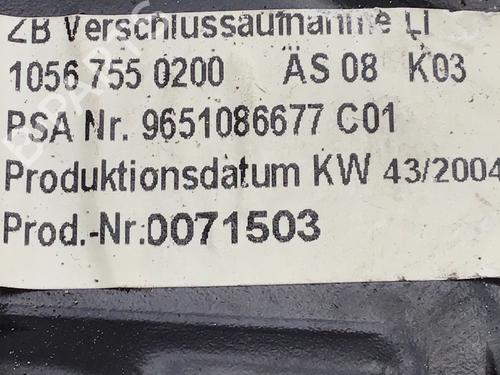 ZB Verschlussaufnahme LI
1056 755 0200 ÄS 08 K03
PSA Nr. 9651086677 C01
Produktionsdatum KW 43/2004
Prod.-Nr.0071503